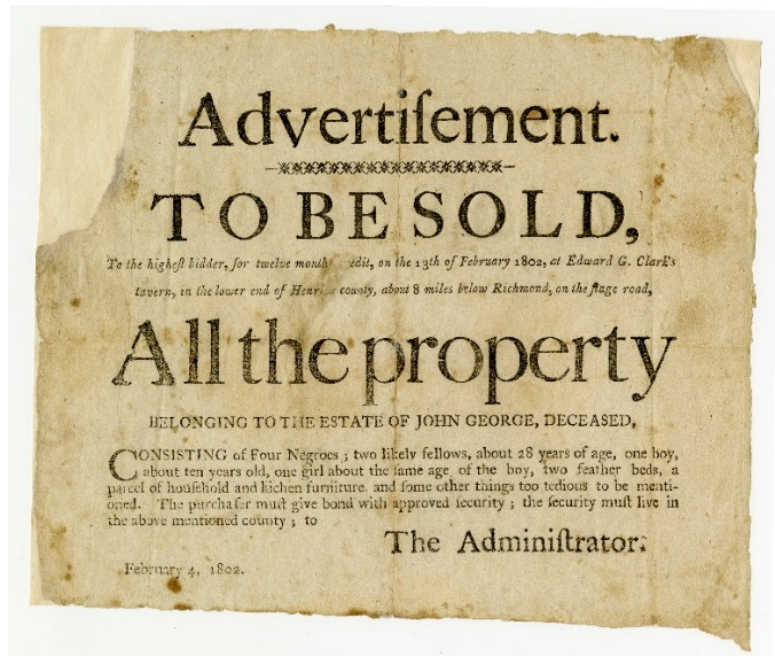 Advertiſement.
TO BE SOLD,
To the higheſt bidder, for twelve month edit, on the 13th of February 1802, at Edward G. Clark's
tavern, in the lower end of Henrico county, about 8 miles below Richmond, on the ſtage road,
All the property
BELONGING TO THE ESTATE OF JOHN GEORGE, DECEASED,
CONSISTING of Four Negroes ; two likely fellows, about 28 years of age, one boy,
about ten years old, one girl about the ſame age of the boy, two feather beds, a
parcel of houſehold and kichen furniture and ſome other things too tedious to be menti-
oned. The purchaſer muſt give bond with approved ſecurity ; the ſecurity muſt live in
the above mentioned county ; to
The Adminiſtrator.
February 4, 1802.